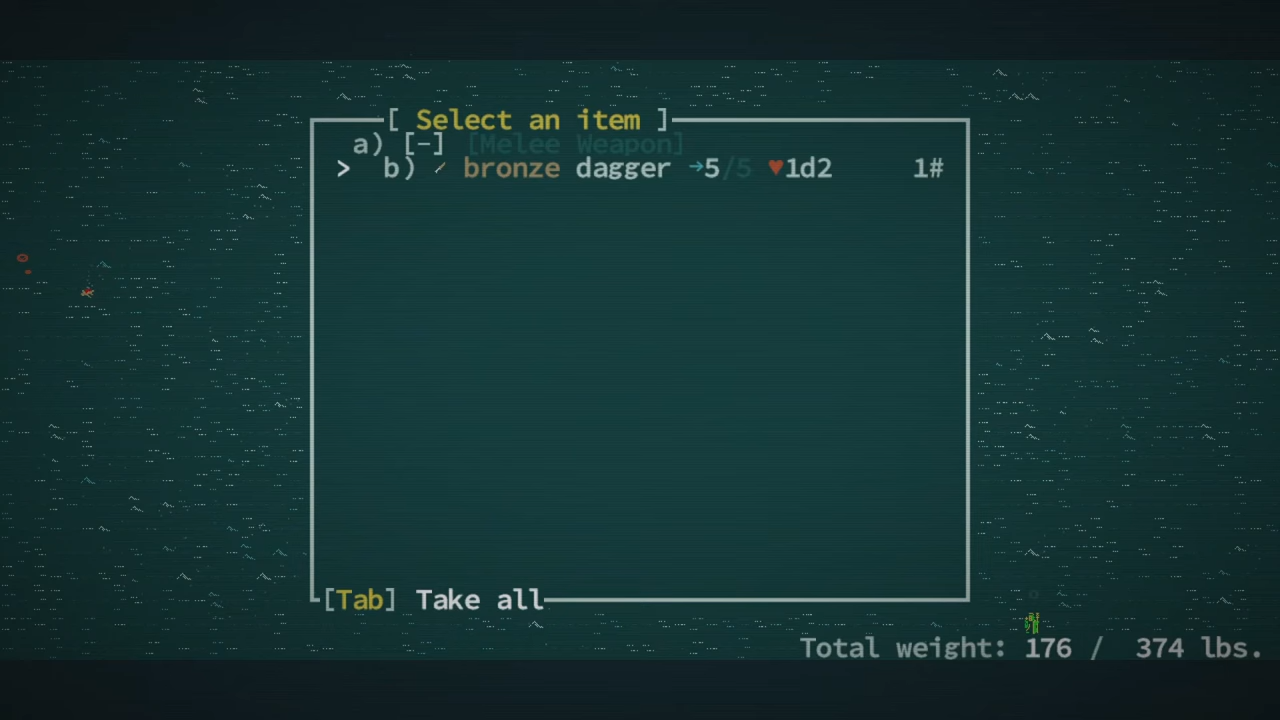 [ Select an item ]
a) [-] [Melee Weapon]
> b) bronze dagger →5/5 ♥1d2 1#
[Tab] Take all
Total weight: 176 / 374 lbs.